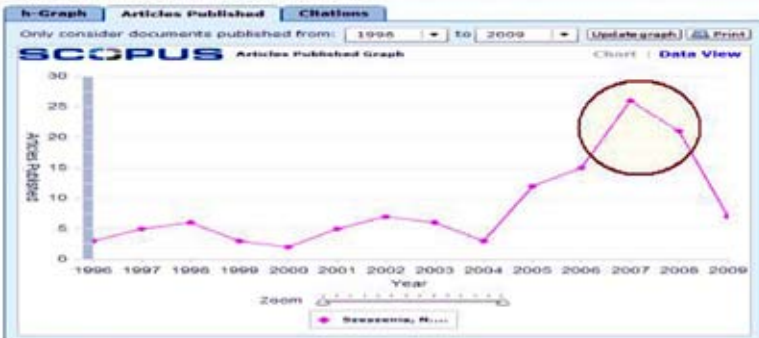 h-Graph Articles Published Citations
Only consider documents published from: 1996 to 2009 Update graph Print
SCOPUS Articles Published Graph Chart | Data View
30
25
20
15
10
5
0
Articles Published
1996 1997 1998 1999 2000 2001 2002 2003 2004 2005 2006 2007 2008 2009
Year
Zoom